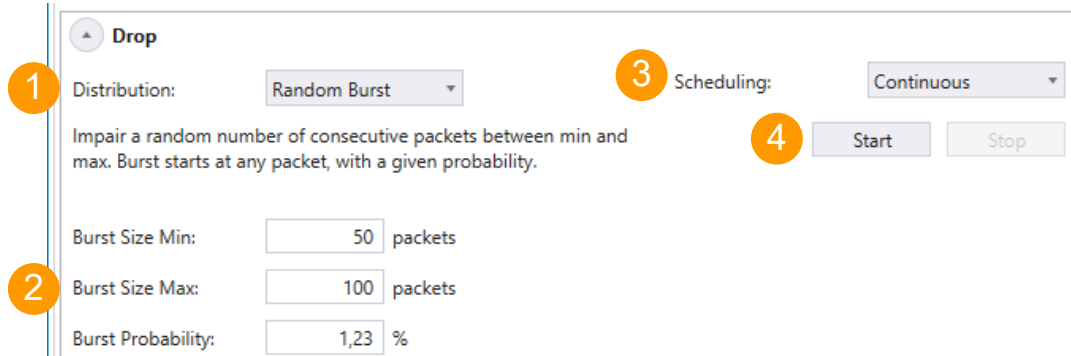 Drop
1 Distribution: Random Burst
3 Scheduling: Continuous
Impair a random number of consecutive packets between min and
max. Burst starts at any packet, with a given probability.
4 Start Stop
Burst Size Min: 50 packets
2 Burst Size Max: 100 packets
Burst Probability: 1,23 %